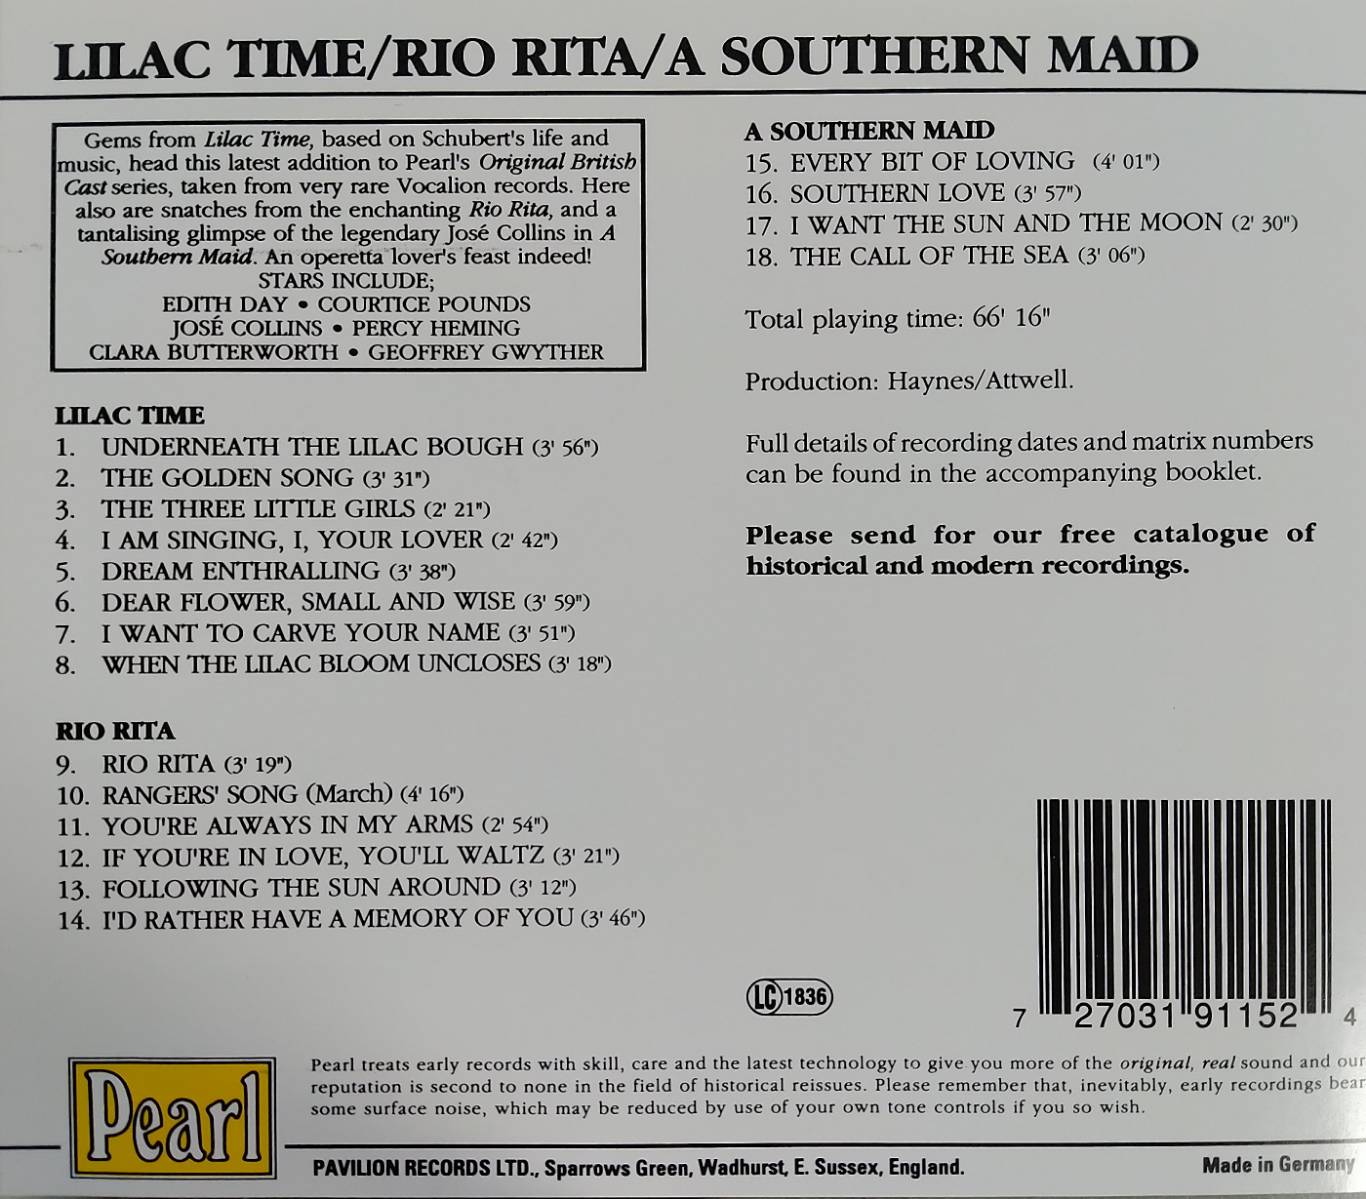 LILAC TIME/RIO RITA/A SOUTHERN MAID
Gems from Lilac Time, based on Schubert's life and
music, head this latest addition to Pearl's Original British
Cast series, taken from very rare Vocalion records. Here
also are snatches from the enchanting Rio Rita, and a
tantalising glimpse of the legendary José Collins in A
Southern Maid. An operetta lover's feast indeed!
STARS INCLUDE;
EDITH DAY • COURTICE POUNDS
JOSÉ COLLINS • PERCY HEMING
CLARA BUTTERWORTH • GEOFFREY GWYTHER
LILAC TIME
1. UNDERNEATH THE LILAC BOUGH (3' 56")
2. THE GOLDEN SONG (3' 31")
3. THE THREE LITTLE GIRLS (2' 21")
4. I AM SINGING, I, YOUR LOVER (2' 42")
5. DREAM ENTHRALLING (3' 38")
6. DEAR FLOWER, SMALL AND WISE (3' 59")
7. I WANT TO CARVE YOUR NAME (3' 51")
8. WHEN THE LILAC BLOOM UNCLOSES (3' 18")
RIO RITA
9. RIO RITA (3' 19")
10. RANGERS' SONG (March) (4' 16")
11. YOU'RE ALWAYS IN MY ARMS (2' 54")
12. IF YOU'RE IN LOVE, YOU'LL WALTZ (3' 21")
13. FOLLOWING THE SUN AROUND (3' 12")
14. I'D RATHER HAVE A MEMORY OF YOU (3' 46")
A SOUTHERN MAID
15. EVERY BIT OF LOVING (4' 01")
16. SOUTHERN LOVE (3' 57")
17. I WANT THE SUN AND THE MOON (2' 30")
18. THE CALL OF THE SEA (3' 06")
Total playing time: 66' 16"
Production: Haynes/Attwell.
Full details of recording dates and matrix numbers
can be found in the accompanying booklet.
Please send for our free catalogue of
historical and modern recordings.
LC 1836
7 27031 91152 4
Pearl
Pearl treats early records with skill, care and the latest technology to give you more of the original, real sound and our
reputation is second to none in the field of historical reissues. Please remember that, inevitably, early recordings bear
some surface noise, which may be reduced by use of your own tone controls if you so wish.
PAVILION RECORDS LTD., Sparrows Green, Wadhurst, E. Sussex, England.
Made in Germany